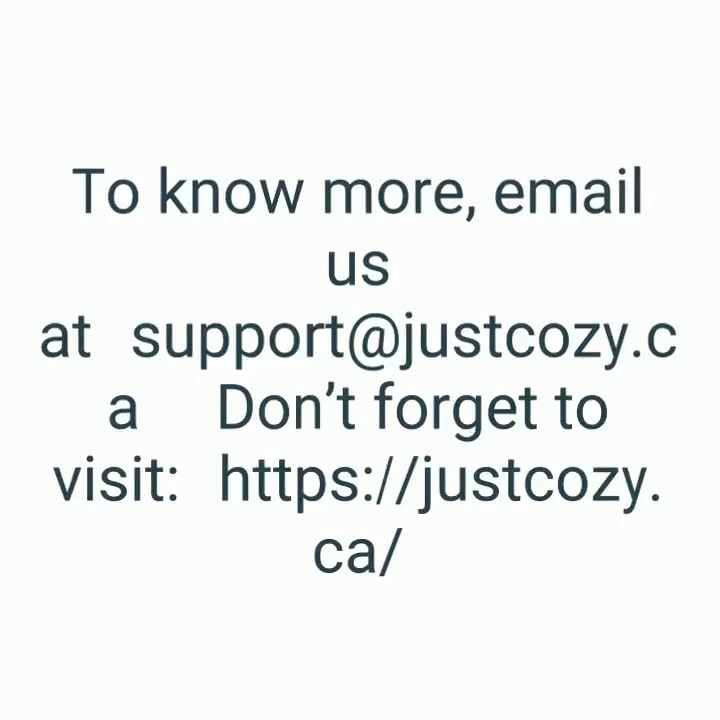 To know more, email
us
at support@justcozy.c
a Don’t forget to
visit: https://justcozy.
ca/